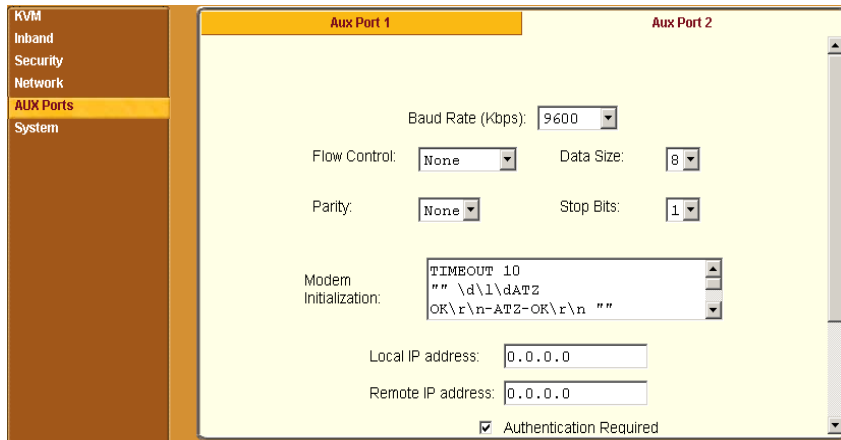 KVM
Inband
Security
Network
AUX Ports
System
Aux Port 1
Aux Port 2
Baud Rate (Kbps): 9600
Flow Control: None
Data Size: 8
Parity: None
Stop Bits: 1
Modem
Initialization:
TIMEOUT 10
"" \d\l\dATZ
OK\r\n-ATZ-OK\r\n ""
Local IP address: 0.0.0.0
Remote IP address: 0.0.0.0
Authentication Required